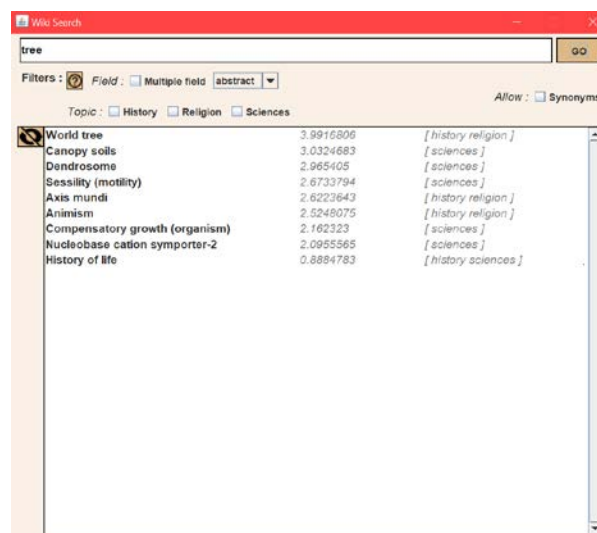 Wiki Search
tree
GO
Filters : ? Field : Multiple field abstract
Allow : Synonyms
Topic : History Religion Sciences
World tree 3.9916806 [ history religion ]
Canopy soils 3.0324683 [ sciences ]
Dendrosome 2.965405 [ sciences ]
Sessility (motility) 2.6733794 [ sciences ]
Axis mundi 2.6223643 [ history religion ]
Animism 2.5248075 [ history religion ]
Compensatory growth (organism) 2.162323 [ sciences ]
Nucleobase cation symporter-2 2.0955565 [ sciences ]
History of life 0.8884783 [ history sciences ]